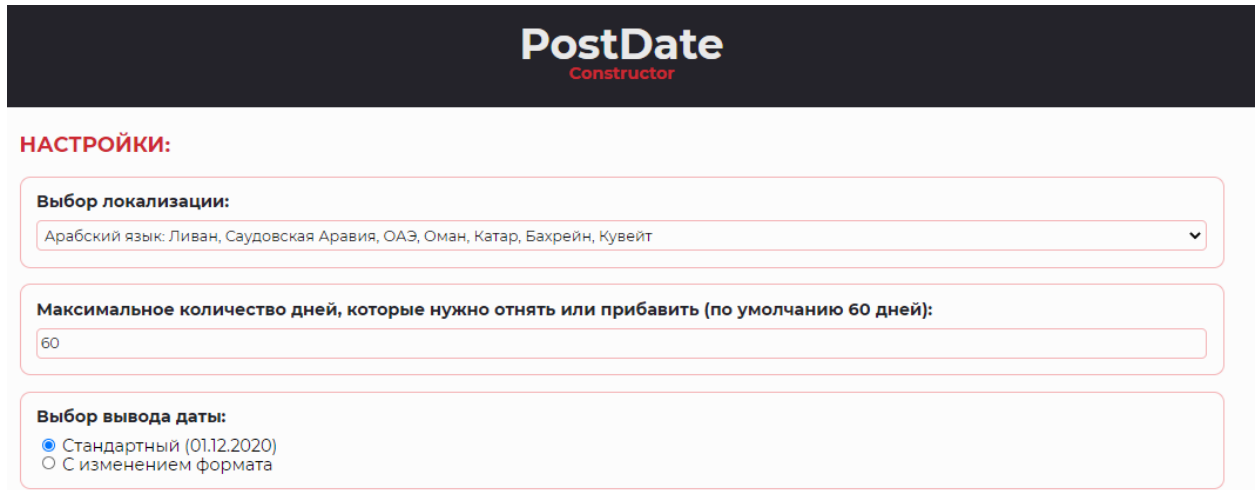 PostDate
Constructor
НАСТРОЙКИ:
Выбор локализации:
Арабский язык: Ливан, Саудовская Аравия, ОАЭ, Оман, Катар, Бахрейн, Кувейт
Максимальное количество дней, которые нужно отнять или прибавить (по умолчанию 60 дней):
60
Выбор вывода даты:
Стандартный (01.12.2020)
С изменением формата